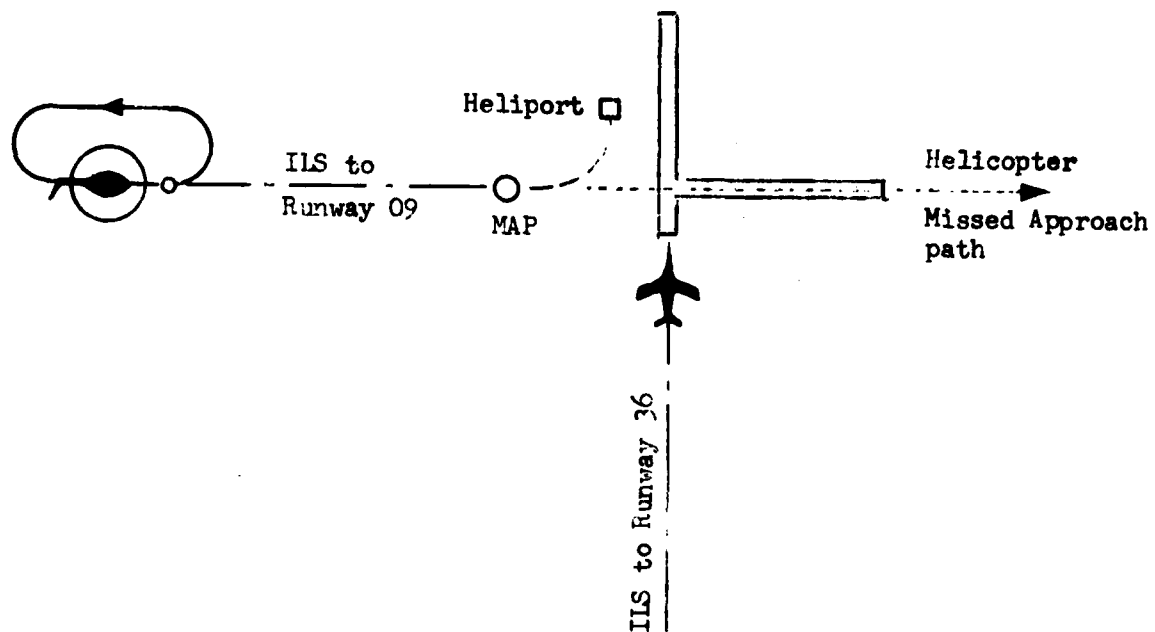 Heliport
ILS to
Runway 09
MAP
Helicopter
Missed Approach
path
ILS to Runway 36